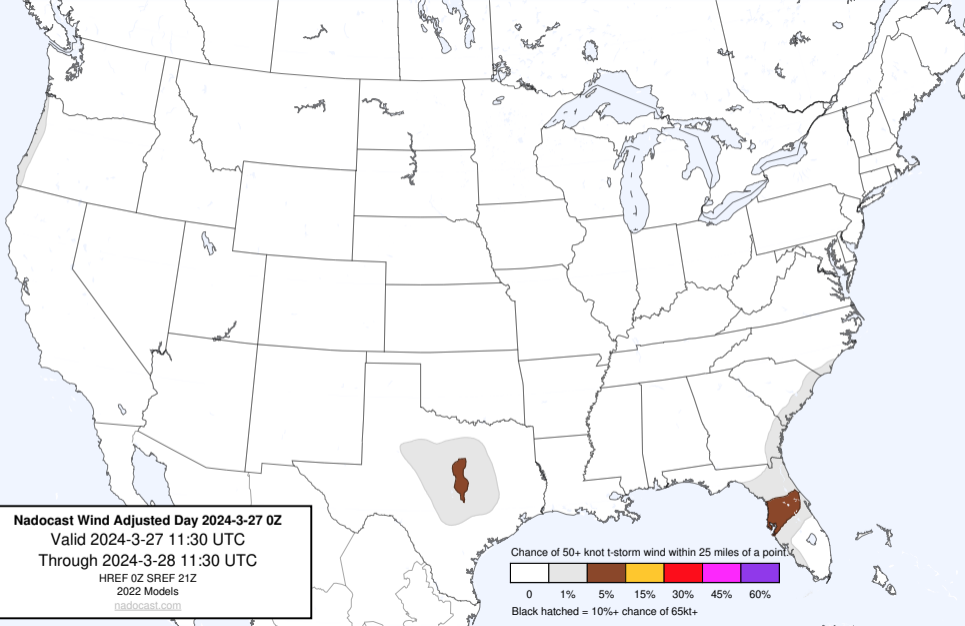 Nadocast Wind Adjusted Day 2024-3-27 0Z
Valid 2024-3-27 11:30 UTC
Through 2024-3-28 11:30 UTC
HREF 0Z SREF 21Z
2022 Models
nadocast.com
Chance of 50+ knot t-storm wind within 25 miles of a point.
0 1% 5% 15% 30% 45% 60%
Black hatched = 10%+ chance of 65kt+